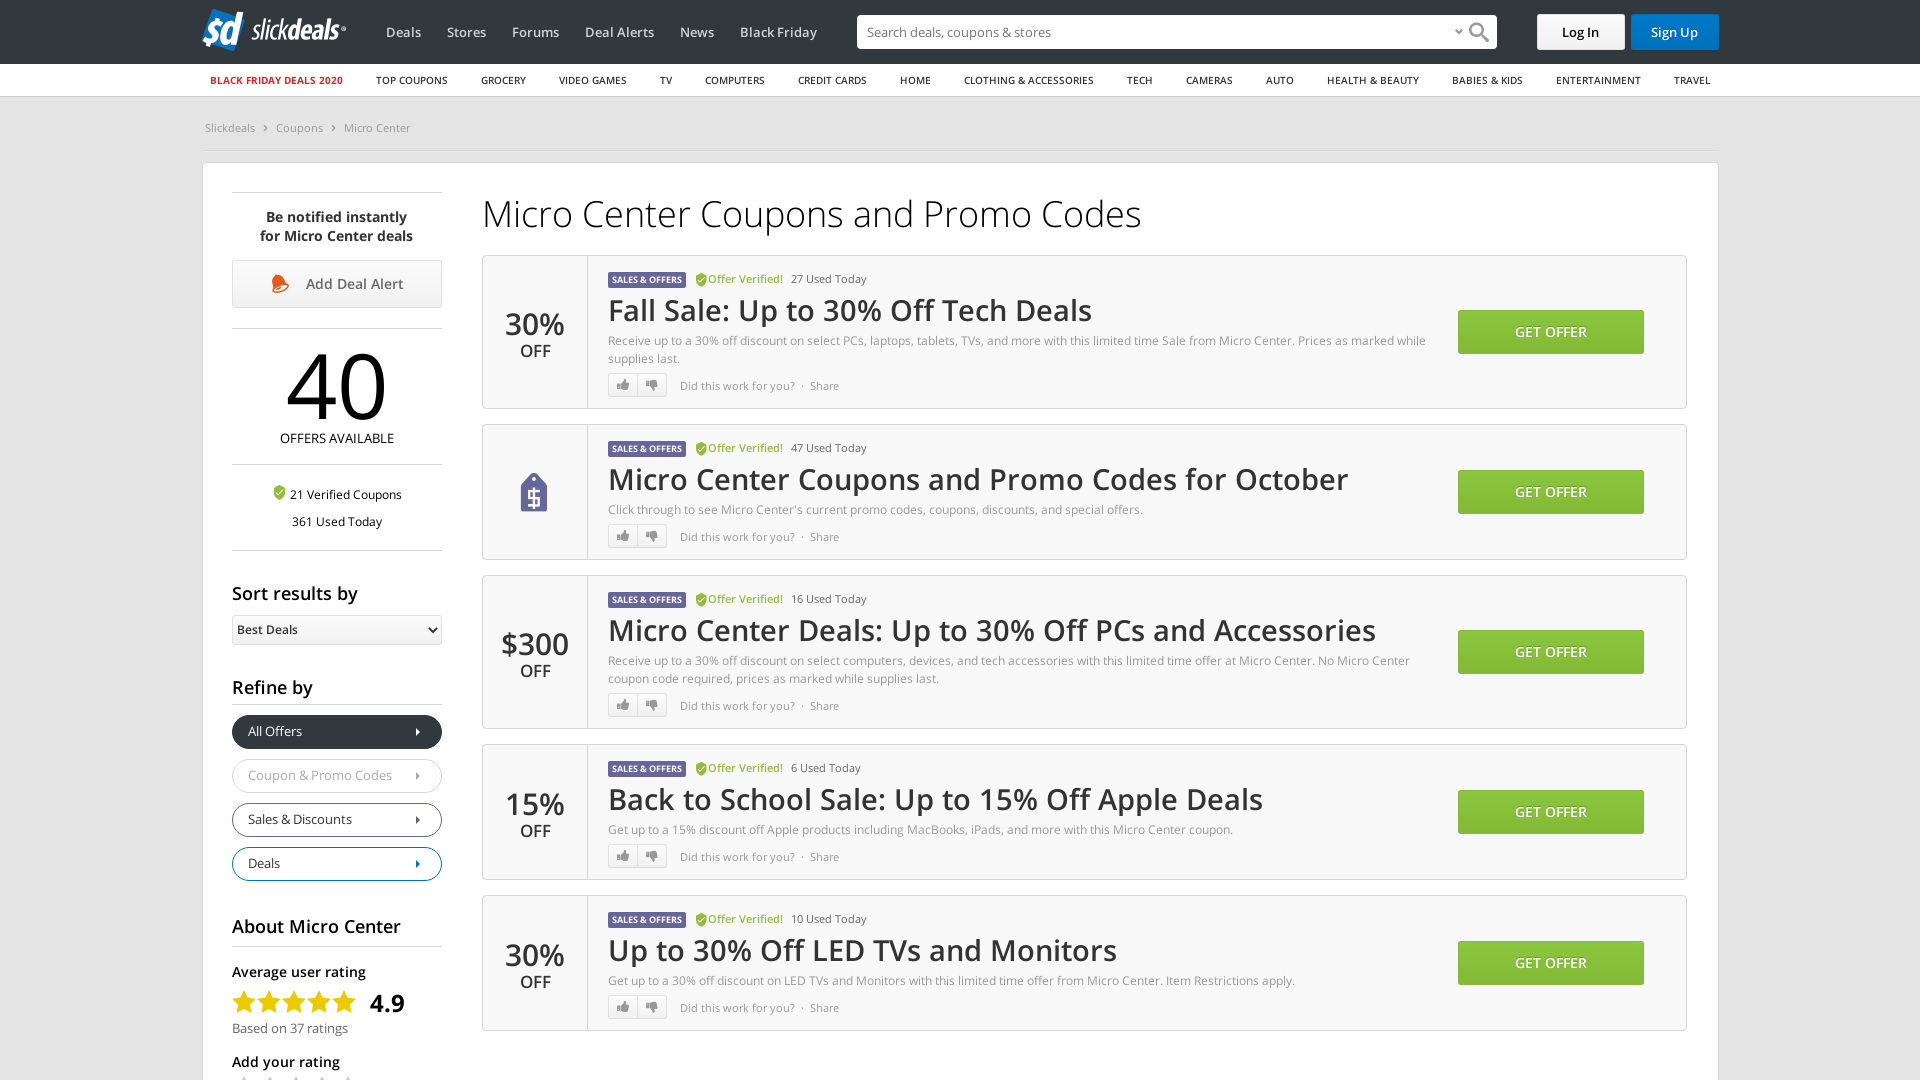 sd slickdeals
Deals Stores Forums Deal Alerts News Black Friday
Search deals, coupons & shops
Log In Sign Up
BLACK FRIDAY DEALS 2020 TOP COUPONS GROCERY VIDEO GAMES TV COMPUTERS CREDIT CARDS HOME CLOTHING & ACCESSORIES TECH CAMERAS AUTO HEALTH & BEAUTY BABIES & KIDS ENTERTAINMENT TRAVEL
Slickdeals > Coupons > Micro Center
Be notified instantly
for Micro Center deals
Add Deal Alert
40
OFFERS AVAILABLE
21 Verified Coupons
361 Used Today
Sort results by
Best Deals
Refine by
All Offers
Coupon & Promo Codes
Sales & Discounts
Deals
About Micro Center
Average user rating
4.9
Based on 37 ratings
Add your rating
Micro Center Coupons and Promo Codes
30%
OFF
SALES & OFFERS Offer Verified! 27 Used Today
Fall Sale: Up to 30% Off Tech Deals
Receive up to a 30% off discount on select PCs, laptops, tablets, TVs, and more with this limited time Sale from Micro Center. Prices as marked while
supplies last.
Did this work for you? · Share
GET OFFER
$
SALES & OFFERS Offer Verified! 47 Used Today
Micro Center Coupons and Promo Codes for October
Click through to see Micro Center's current promo codes, coupons, discounts, and special offers.
Did this work for you? · Share
GET OFFER
$300
OFF
SALES & OFFERS Offer Verified! 16 Used Today
Micro Center Deals: Up to 30% Off PCs and Accessories
Receive up to a 30% off discount on select computers, devices, and tech accessories with this limited time offer at Micro Center. No Micro Center
coupon code required, prices as marked while supplies last.
Did this work for you? · Share
GET OFFER
15%
OFF
SALES & OFFERS Offer Verified! 6 Used Today
Back to School Sale: Up to 15% Off Apple Deals
Get up to a 15% discount off Apple products including MacBooks, iPads, and more with this Micro Center coupon.
Did this work for you? · Share
GET OFFER
30%
OFF
SALES & OFFERS Offer Verified! 10 Used Today
Up to 30% Off LED TVs and Monitors
Get up to a 30% off discount on LED TVs and Monitors with this limited time offer from Micro Center. Item Restrictions apply.
Did this work for you? · Share
GET OFFER